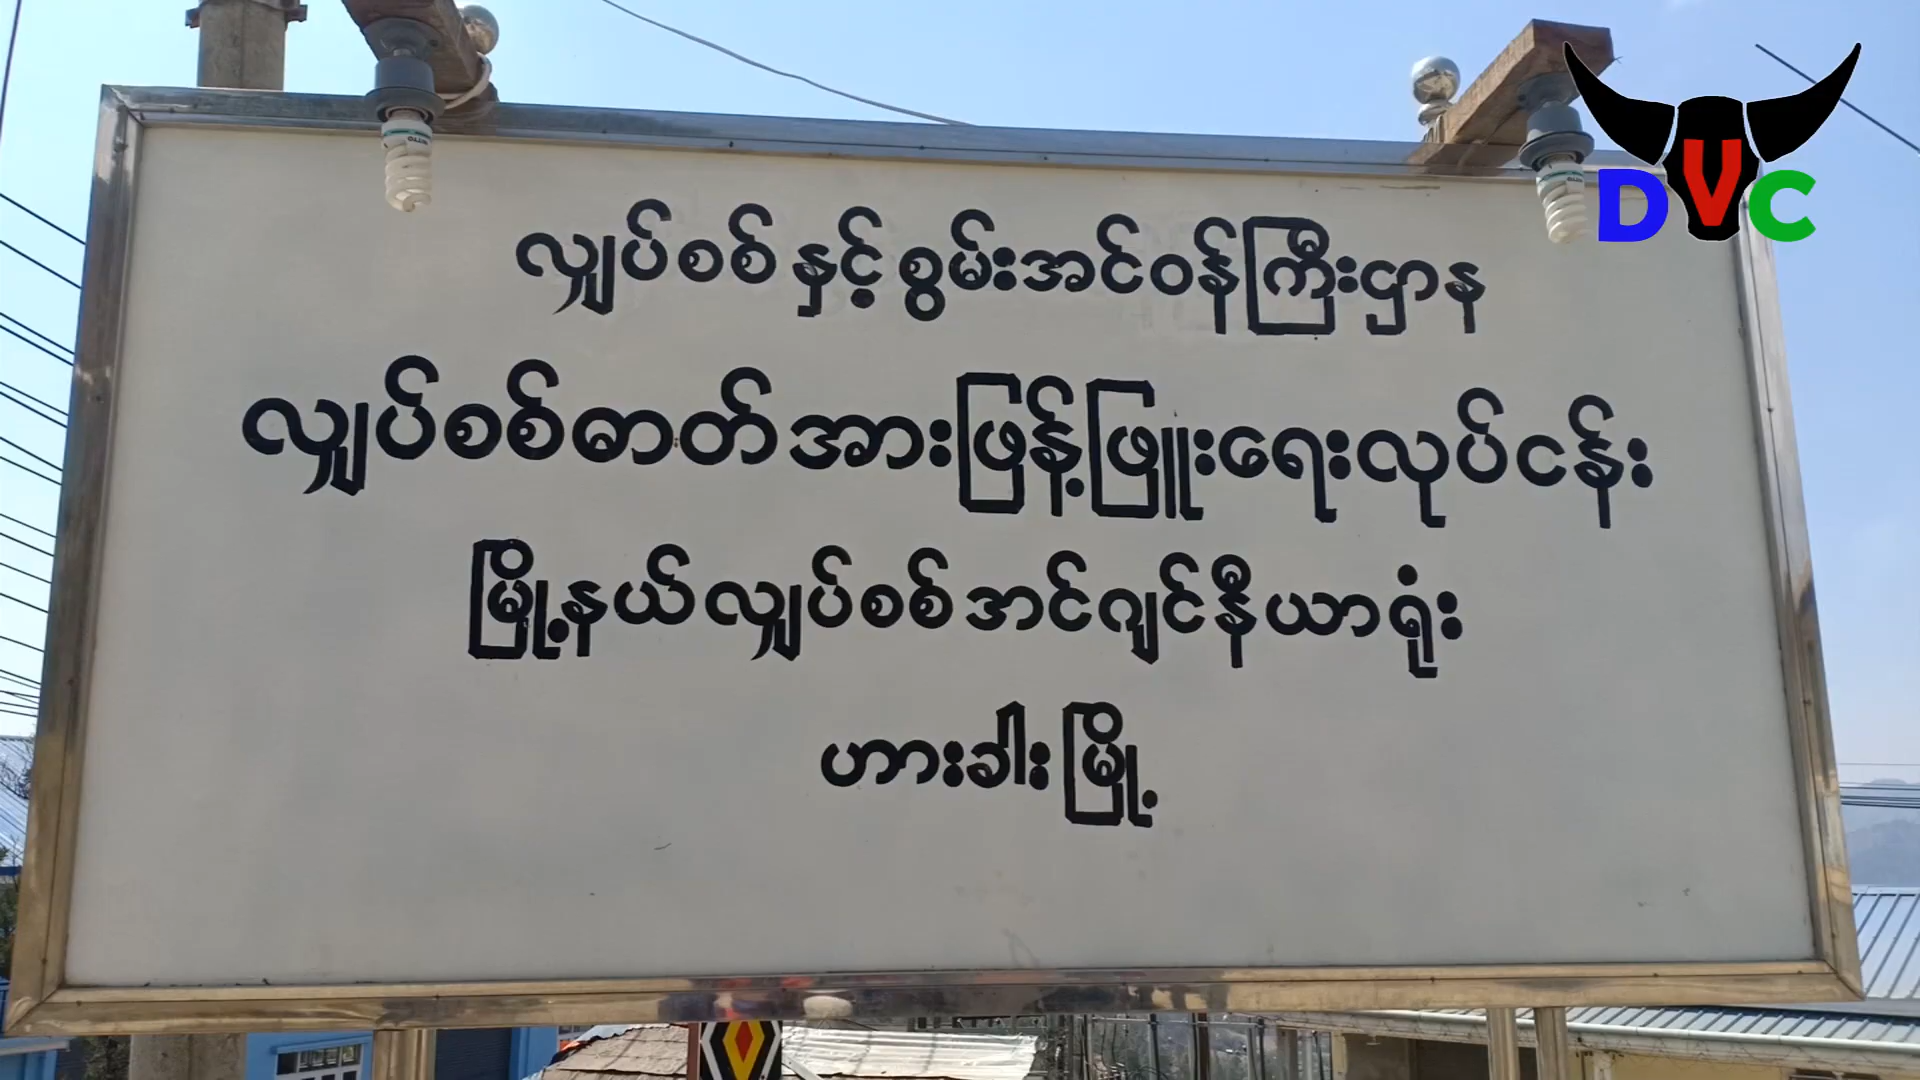 လျှပ်စစ်နှင့်စွမ်းအင်ဝန်ကြီးဌာန
လျှပ်စစ်ဓာတ်အားဖြန့်ဖြူးရေးလုပ်ငန်း
မြို့နယ်လျှပ်စစ်အင်ဂျင်နီယာရုံး
ဟားခါးမြို့
DVC